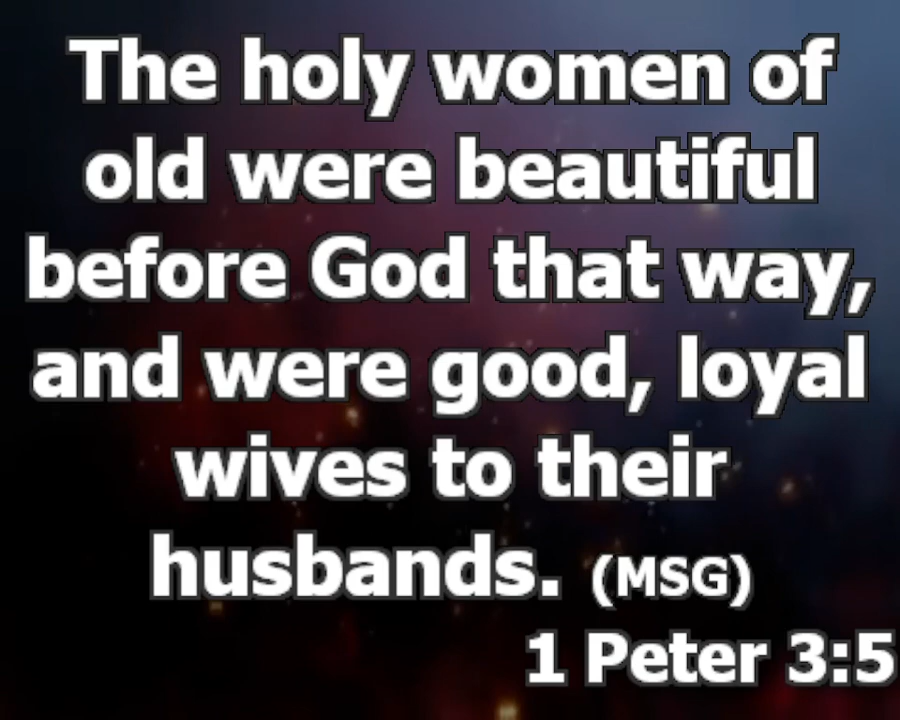 The holy women of
old were beautiful
before God that way,
and were good, loyal
wives to their
husbands. (MSG)
1 Peter 3:5